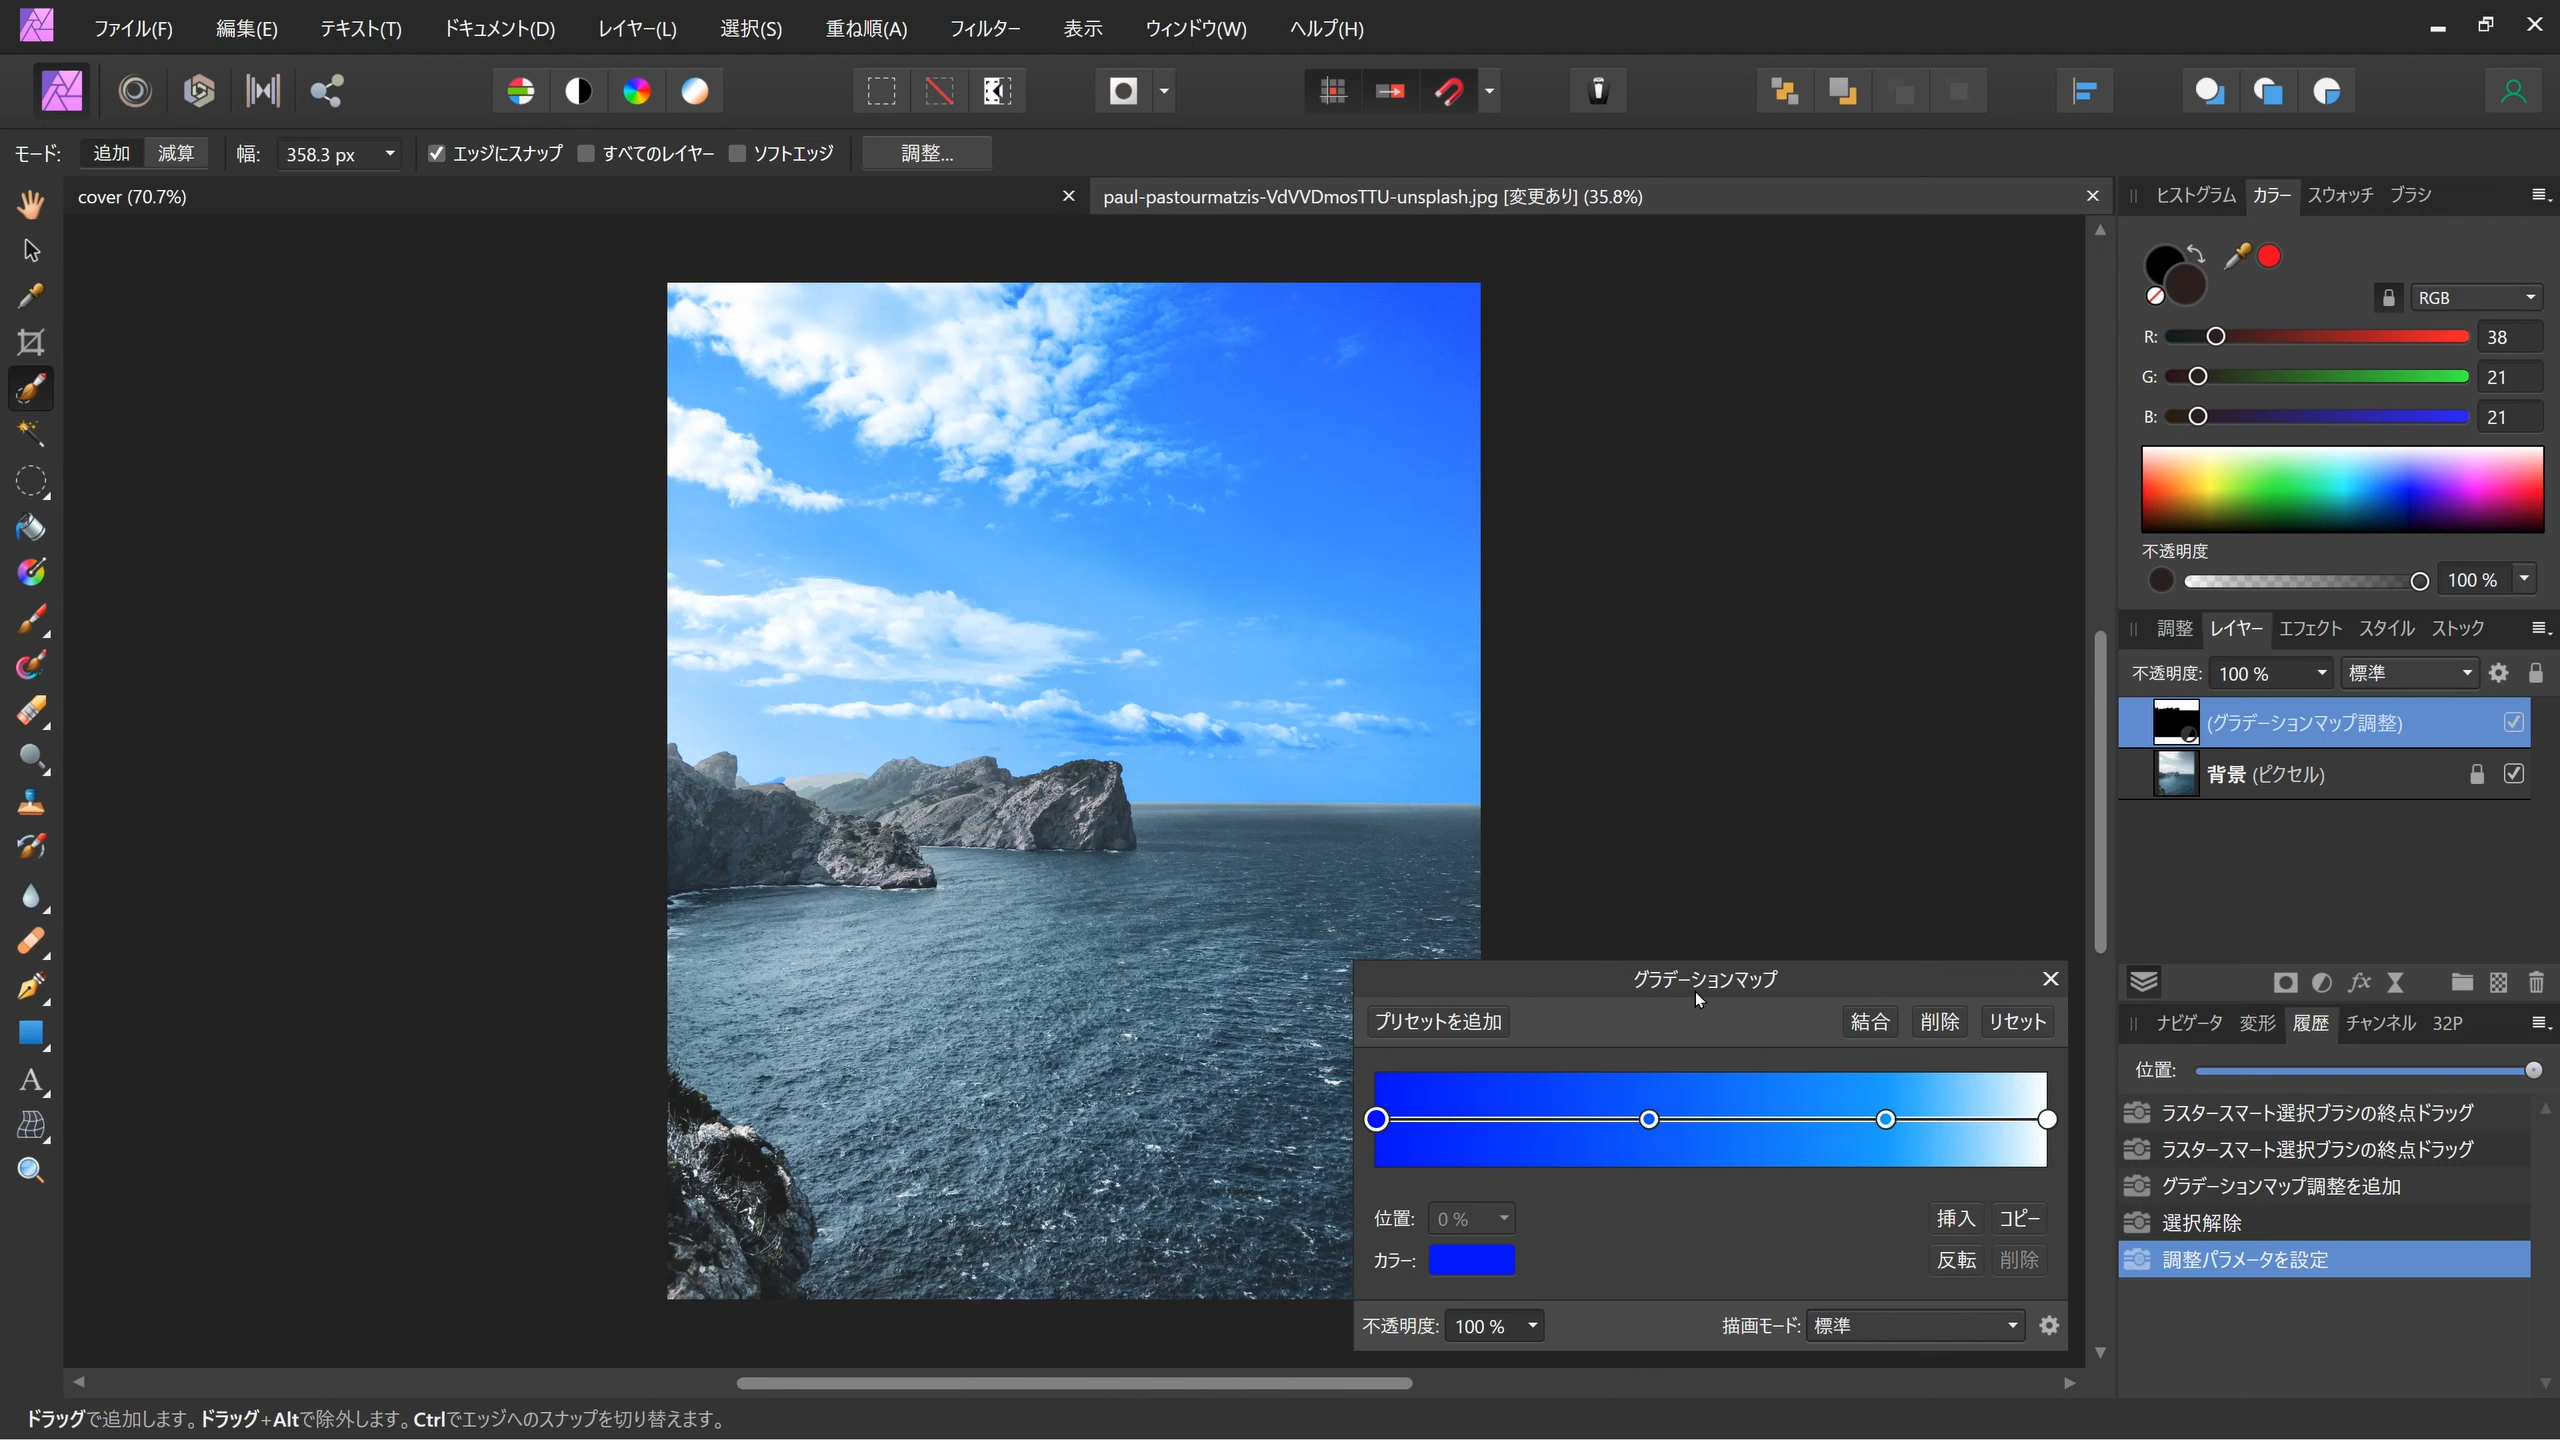 ファイル(F) 編集(E) テキスト(T) ドキュメント(D) レイヤー(L) 選択(S) 重ね順(A) フィルター 表示 ウィンドウ(W) ヘルプ(H)
モード: 追加 減算 幅: 358.3 px エッジにスナップ すべてのレイヤー ソフトエッジ 調整...
cover (70.7%)
paul-pastourmatzis-VdVVDmosTTU-unsplash.jpg [変更あり] (35.8%)
ヒストグラム カラー スウォッチ ブラシ
RGB
R: 38
G: 21
B: 21
不透明度
100 %
調整 レイヤー エフェクト スタイル ストック
不透明度: 100 % 標準
(グラデーションマップ調整)
背景 (ピクセル)
ナビゲータ 変形 履歴 チャンネル 32P
位置:
ラスタースマート選択ブラシの終点ドラッグ
ラスタースマート選択ブラシの終点ドラッグ
グラデーションマップ調整を追加
選択解除
調整パラメータを設定
グラデーションマップ
プリセットを追加 結合 削除 リセット
位置: 0 % 挿入 コピー
カラー: 反転 削除
不透明度: 100 % 描画モード: 標準
A
ドラッグで追加します。ドラッグ+Altで除外します。Ctrlでエッジへのスナップを切り替えます。